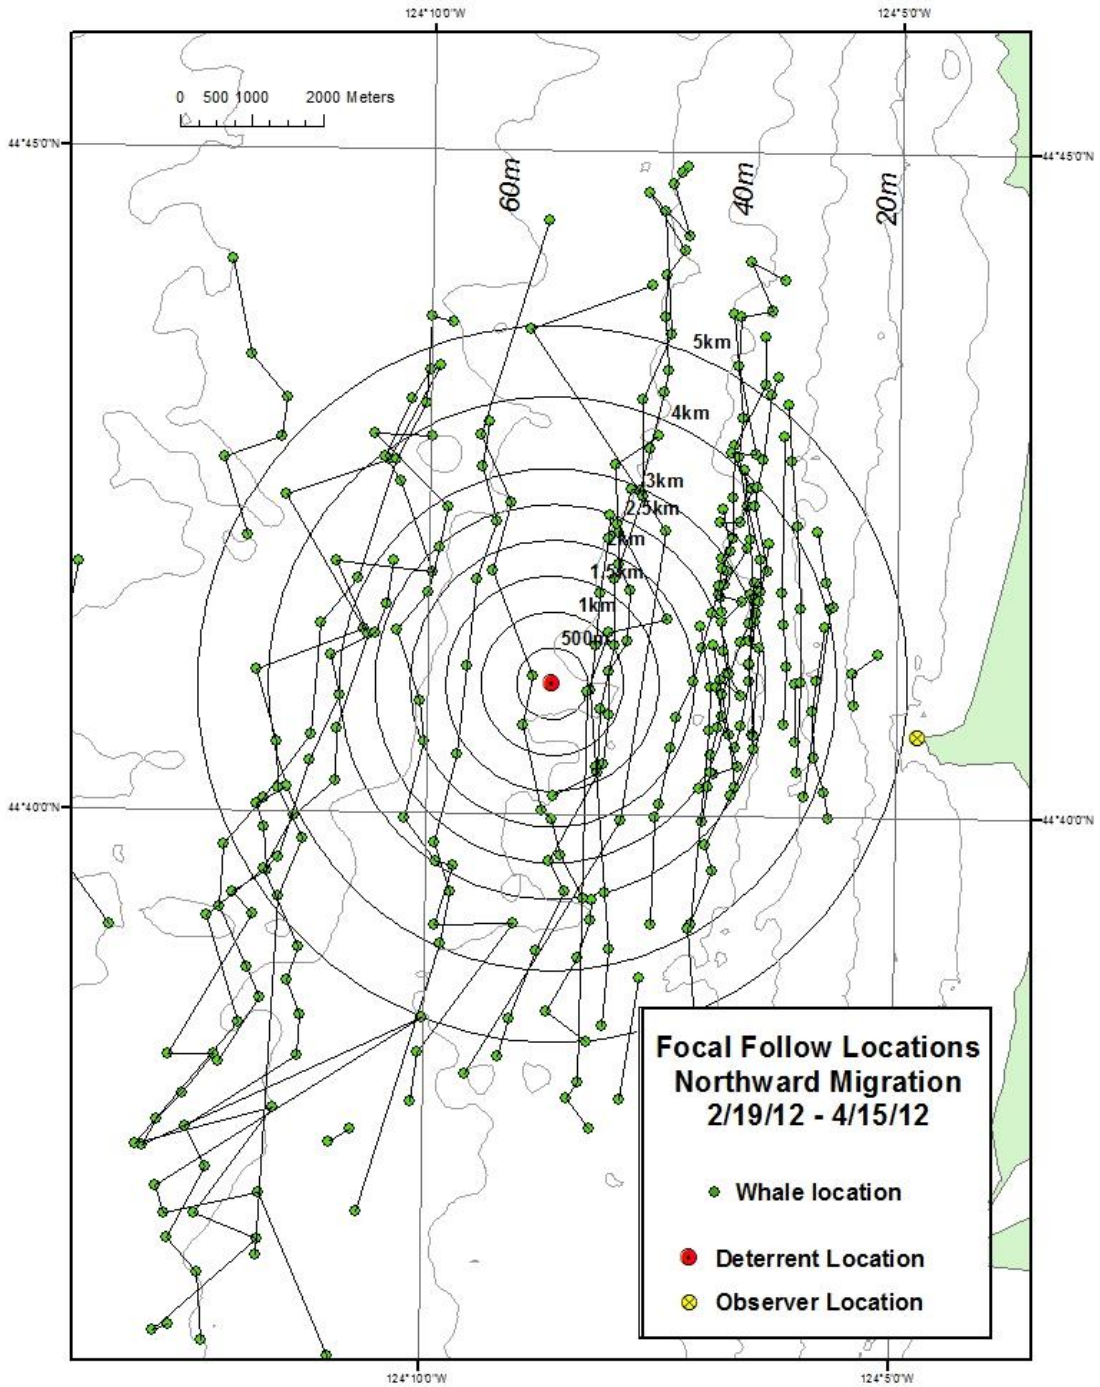 124°10'0"W 124°5'0"W
0 500 1000 2000 Meters
44°45'0"N 44°45'0"N
60m 40m 20m
5km
4km
3km
2.5km
2km
1.5km
1km
500m
44°40'0"N 44°40'0"N
Focal Follow Locations
Northward Migration
2/19/12 - 4/15/12
Whale location
Deterrent Location
Observer Location
124°10'0"W 124°5'0"W